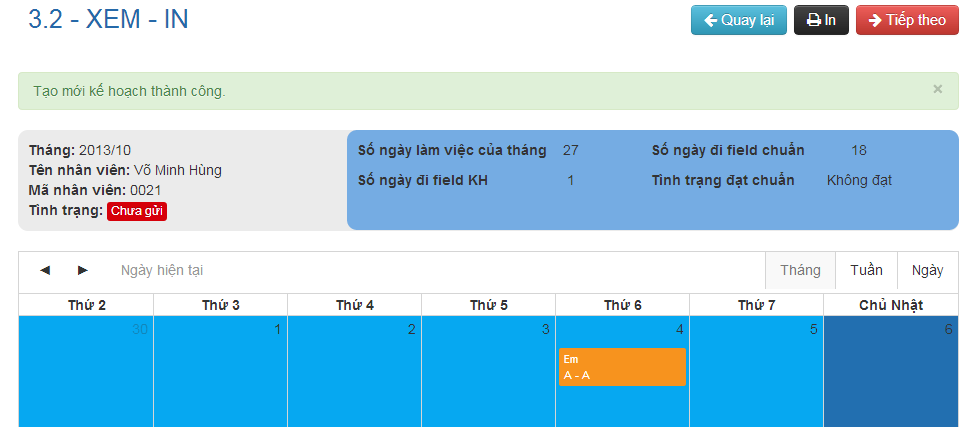 3.2 - XEM - IN
Quay lại
In
Tiếp theo
Tạo mới kế hoạch thành công.
×
Tháng: 2013/10
Tên nhân viên: Võ Minh Hùng
Mã nhân viên: 0021
Tình trạng: Chưa gửi
Số ngày làm việc của tháng 27 Số ngày đi field chuẩn 18
Số ngày đi field KH 1 Tình trạng đạt chuẩn Không đạt
◄ ► Ngày hiện tại Tháng Tuần Ngày
Thứ 2 Thứ 3 Thứ 4 Thứ 5 Thứ 6 Thứ 7 Chủ Nhật
30 1 2 3 4 5 6
Em
A - A